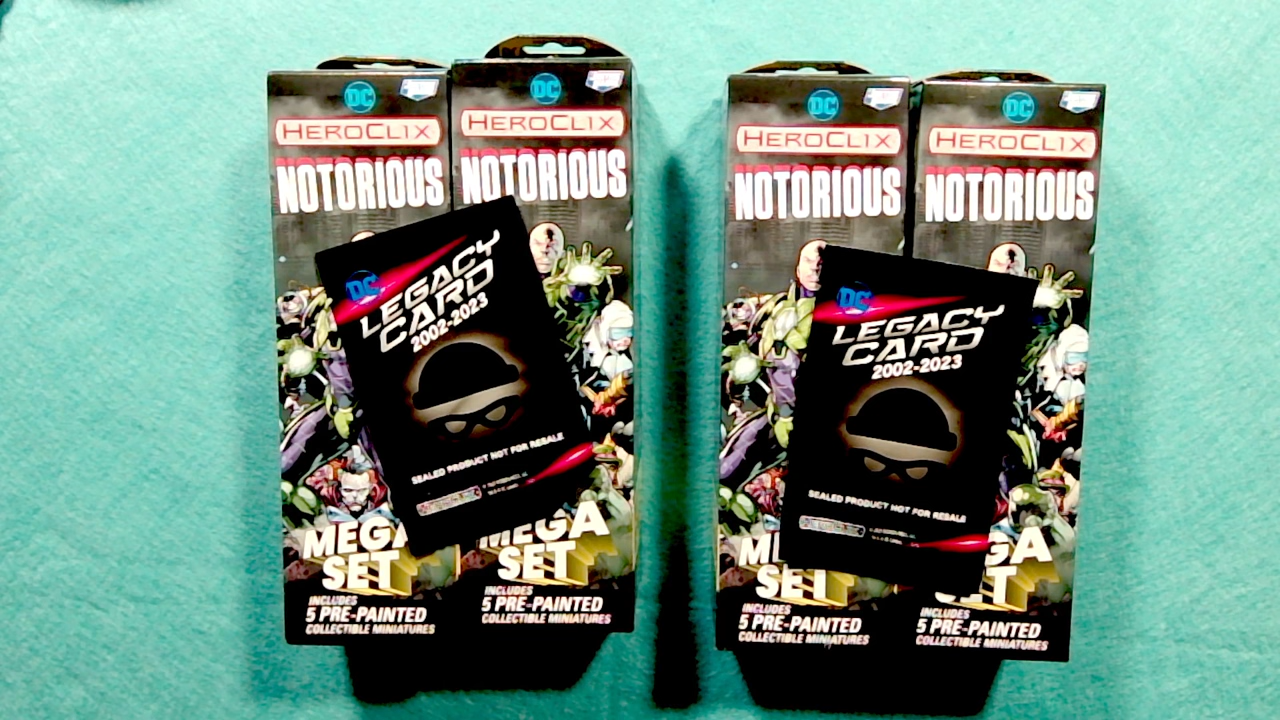 DC
HEROCLIX
NOTORIOUS
MEGA
SET
INCLUDES
5 PRE-PAINTED
COLLECTIBLE MINIATURES
DC
HEROCLIX
NOTORIOUS
MEGA
SET
INCLUDES
5 PRE-PAINTED
COLLECTIBLE MINIATURES
DC
LEGACY
CARD
2002-2023
SEALED PRODUCT NOT FOR RESALE
DC
HEROCLIX
NOTORIOUS
SET
INCLUDES
5 PRE-PAINTED
COLLECTIBLE MINIATURES
DC
HEROCLIX
NOTORIOUS
INCLUDES
5 PRE-PAINTED
COLLECTIBLE MINIATURES
DC
LEGACY
CARD
2002-2023
SEALED PRODUCT NOT FOR RESALE